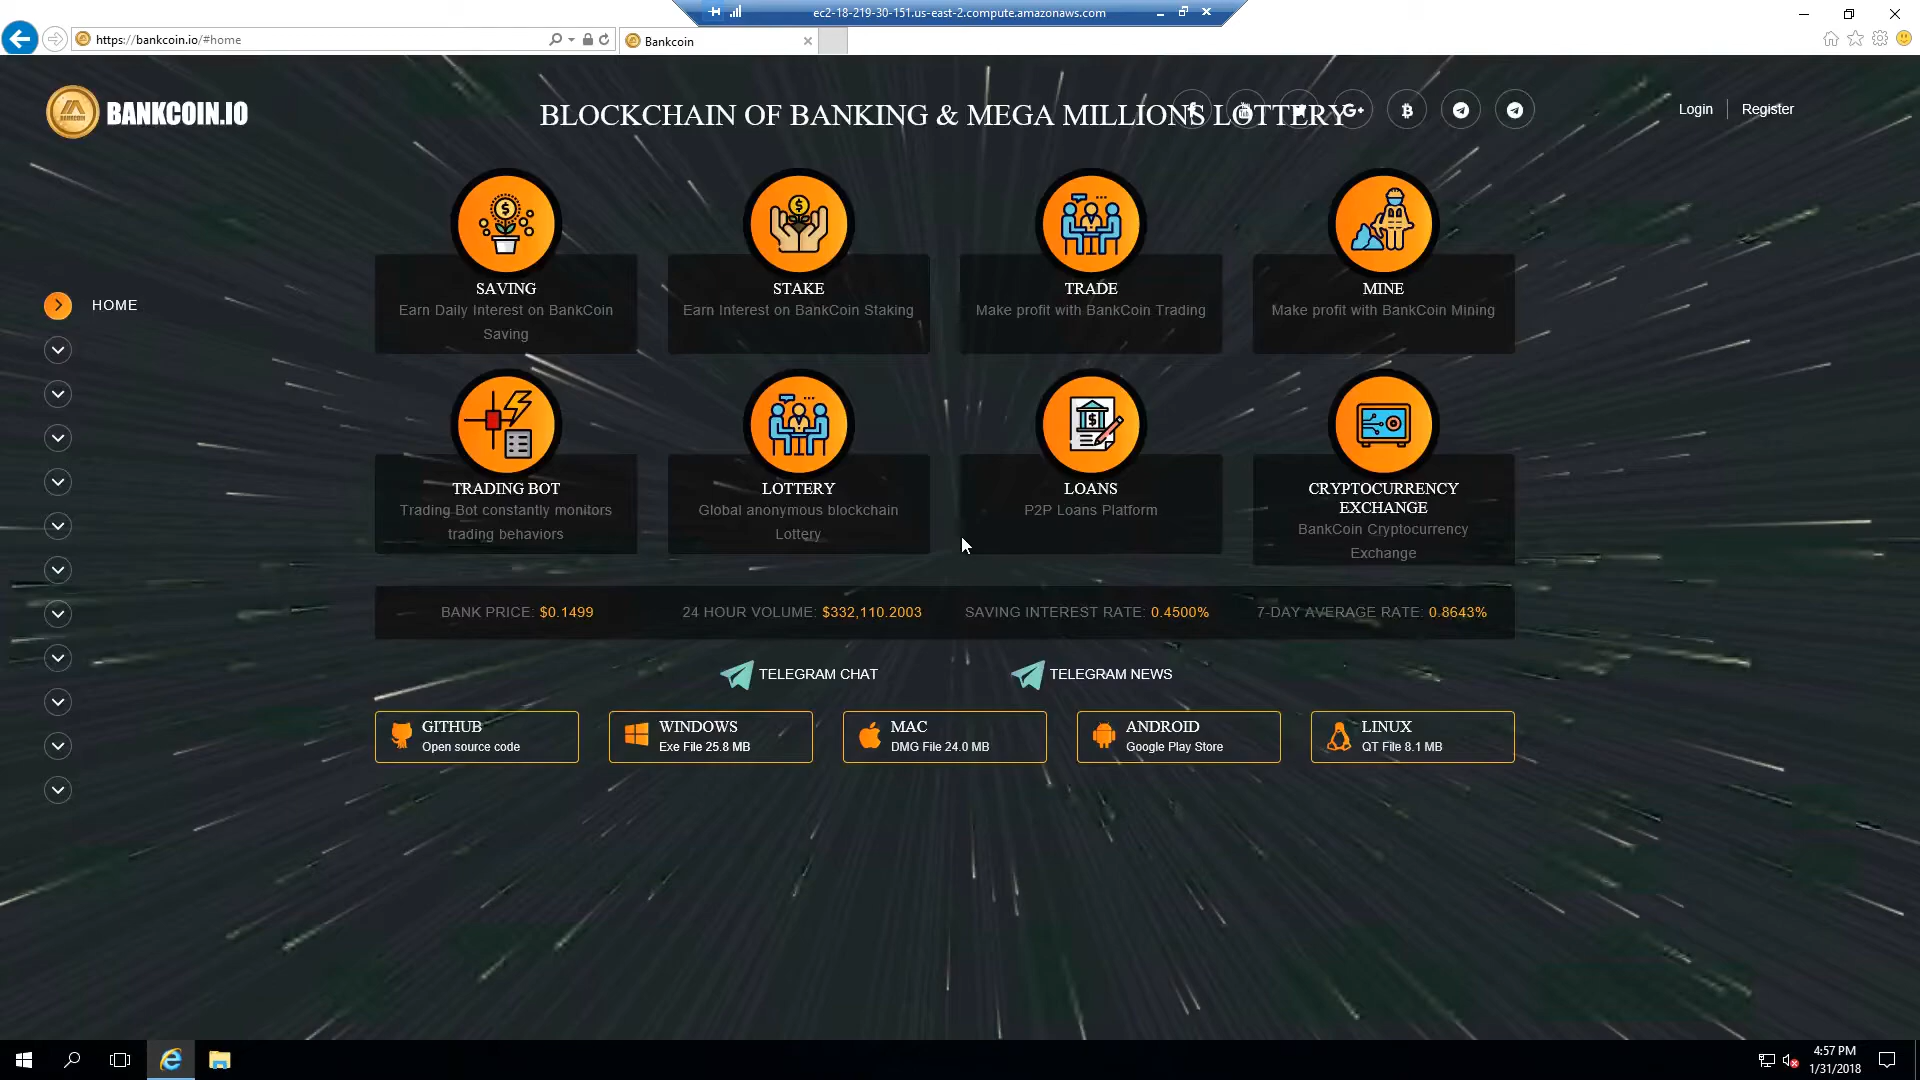 ec2-18-219-30-151.us-east-2.compute.amazonaws.com
https://bankcoin.io/#home
Bankcoin
BANKCOIN.IO
BLOCKCHAIN OF BANKING & MEGA MILLIONS LOTTERY
Login
Register
SAVING
Earn Daily Interest on BankCoin
Saving
STAKE
Earn Interest on BankCoin Staking
TRADE
Make profit with BankCoin Trading
MINE
Make profit with BankCoin Mining
HOME
TRADING BOT
Trading Bot constantly monitors
trading behaviors
LOTTERY
Global anonymous blockchain
Lottery
LOANS
P2P Loans Platform
CRYPTOCURRENCY
EXCHANGE
BankCoin Cryptocurrency
Exchange
BANK PRICE: $0.1499
24 HOUR VOLUME: $332,110.2003
SAVING INTEREST RATE: 0.4500%
7-DAY AVERAGE RATE: 0.8643%
TELEGRAM CHAT
TELEGRAM NEWS
GITHUB
Open source code
WINDOWS
Exe File 25.8 MB
MAC
DMG File 24.0 MB
ANDROID
Google Play Store
LINUX
QT File 8.1 MB
4:57 PM
1/31/2018